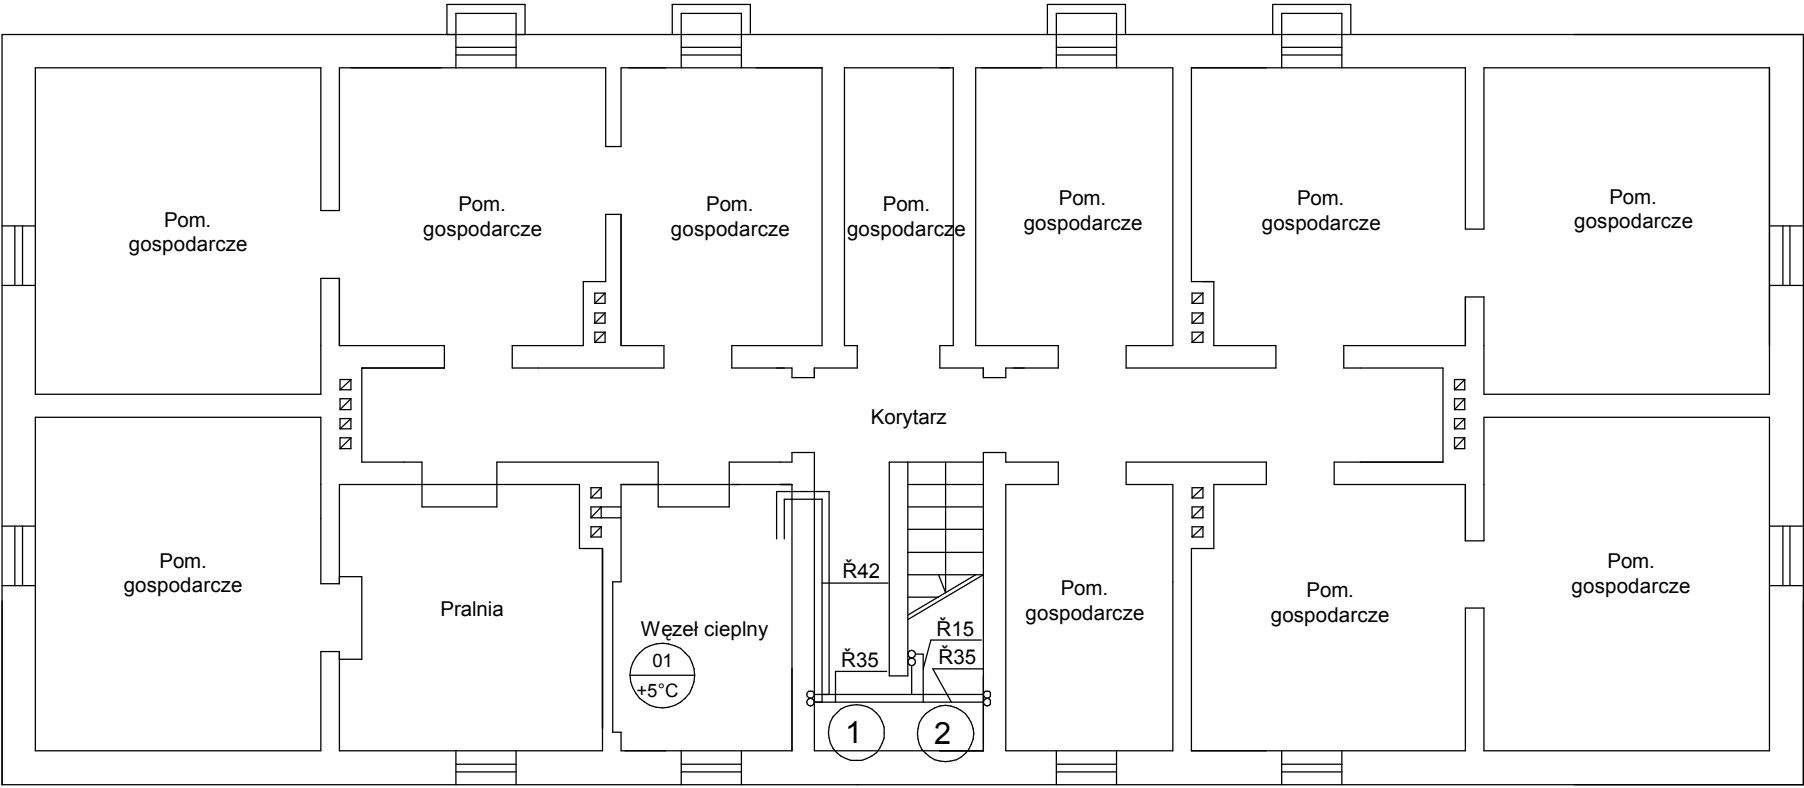 Pom.
gospodarcze
Pom.
gospodarcze
Pom.
gospodarcze
Pom.
gospodarcze
Pom.
gospodarcze
Pom.
gospodarcze
Pom.
gospodarcze
Korytarz
Pom.
gospodarcze
Pralnia
Węzeł cieplny
01
+5°C
Ř42
Ř35
Ř15
Ř35
1
2
Pom.
gospodarcze
Pom.
gospodarcze
Pom.
gospodarcze